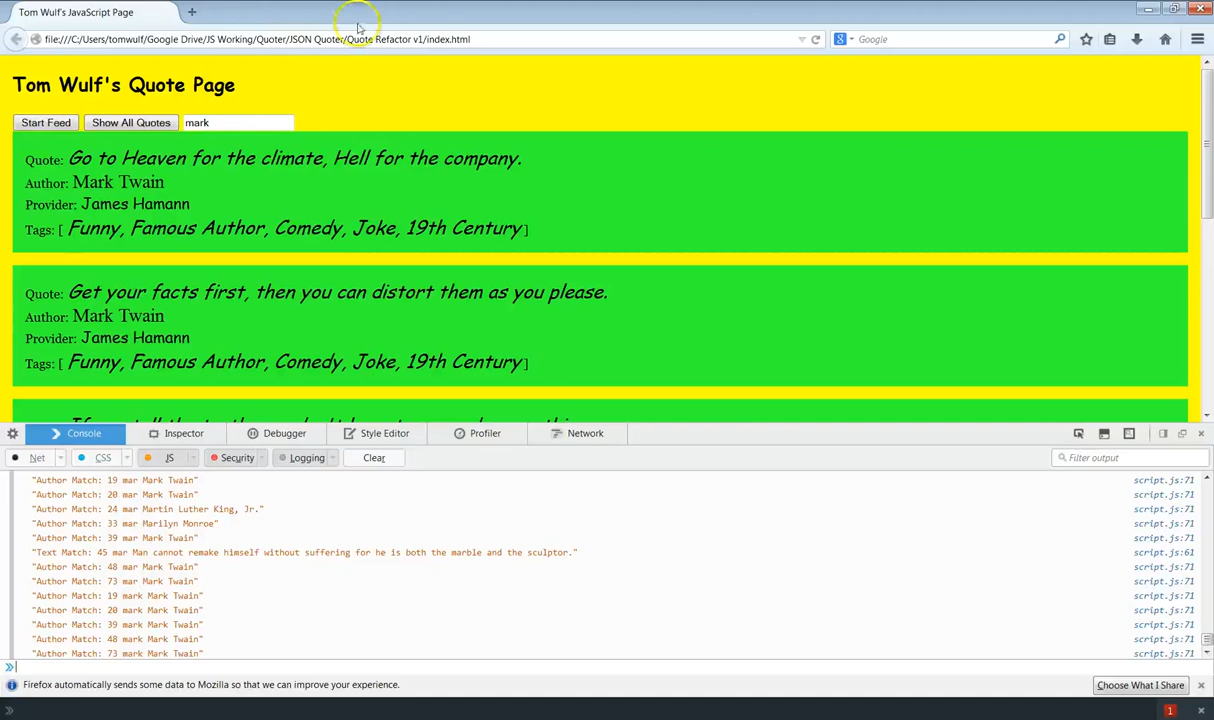 Tom Wulf's JavaScript Page
file:///C:/Users/tomwulf/Google Drive/JS Working/Quoter/JSON Quoter/Quote Refactor v1/index.html
Google
Tom Wulf's Quote Page
Start Feed Show All Quotes mark
Quote: Go to Heaven for the climate, Hell for the company.
Author: Mark Twain
Provider: James Hamann
Tags: [ Funny, Famous Author, Comedy, Joke, 19th Century ]
Quote: Get your facts first, then you can distort them as you please.
Author: Mark Twain
Provider: James Hamann
Tags: [ Funny, Famous Author, Comedy, Joke, 19th Century ]
Console Inspector Debugger Style Editor Profiler Network
Net CSS JS Security Logging Clear Filter output
"Author Match: 19 mar Mark Twain" script.js:71
"Author Match: 20 mar Mark Twain" script.js:71
"Author Match: 24 mar Martin Luther King, Jr." script.js:71
"Author Match: 33 mar Marilyn Monroe" script.js:71
"Author Match: 39 mar Mark Twain" script.js:71
"Text Match: 45 mar Man cannot remake himself without suffering for he is both the marble and the sculptor." script.js:61
"Author Match: 48 mar Mark Twain" script.js:71
"Author Match: 73 mar Mark Twain" script.js:71
"Author Match: 19 mark Mark Twain" script.js:71
"Author Match: 20 mark Mark Twain" script.js:71
"Author Match: 39 mark Mark Twain" script.js:71
"Author Match: 48 mark Mark Twain" script.js:71
"Author Match: 73 mark Mark Twain" script.js:71
Firefox automatically sends some data to Mozilla so that we can improve your experience. Choose What I Share
1